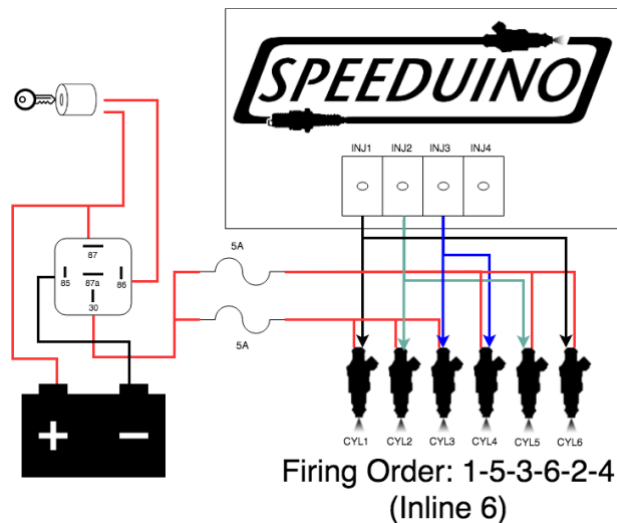 SPEEDUINO
INJ1 INJ2 INJ3 INJ4
87
85 87a 86
30
5A
5A
+ −
CYL1 CYL2 CYL3 CYL4 CYL5 CYL6
Firing Order: 1-5-3-6-2-4
(Inline 6)